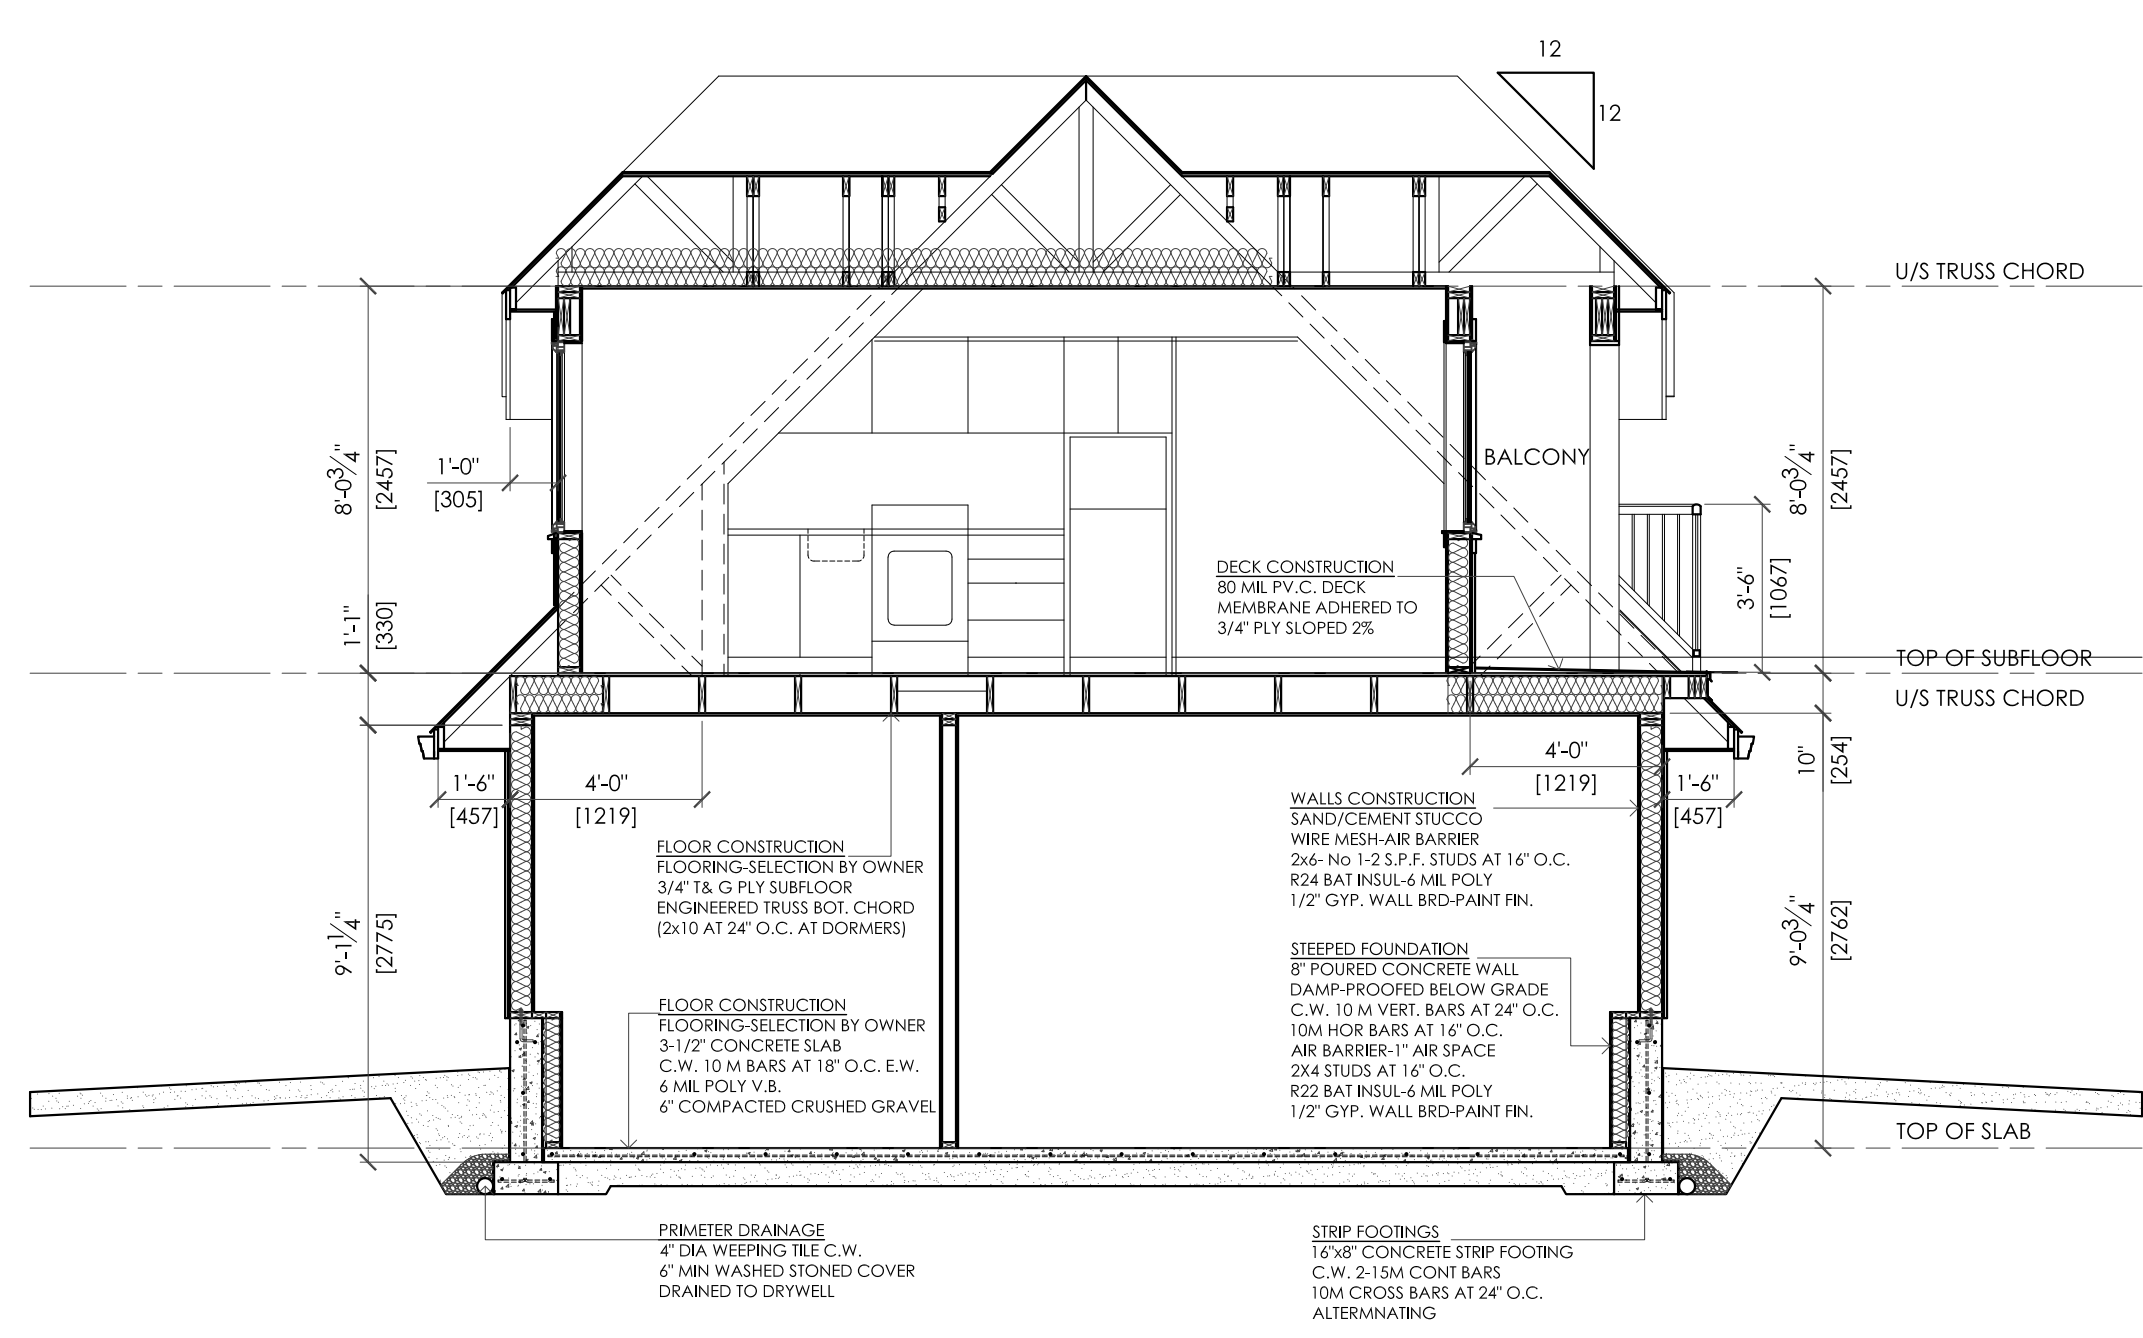 12
12
U/S TRUSS CHORD
8'-03/4"
[2457]
1'-0"
[305]
BALCONY
8'-03/4"
[2457]
3'-6"
[1067]
DECK CONSTRUCTION
80 MIL PV.C. DECK
MEMBRANE ADHERED TO
3/4" PLY SLOPED 2%
1'-1"
[330]
TOP OF SUBFLOOR
U/S TRUSS CHORD
4'-0"
[1219]
10"
[254]
1'-6"
[457]
4'-0"
[1219]
1'-6"
[457]
FLOOR CONSTRUCTION
FLOORING-SELECTION BY OWNER
3/4" T& G PLY SUBFLOOR
ENGINEERED TRUSS BOT. CHORD
(2x10 AT 24" O.C. AT DORMERS)
WALLS CONSTRUCTION
SAND/CEMENT STUCCO
WIRE MESH-AIR BARRIER
2x6- No 1-2 S.P.F. STUDS AT 16" O.C.
R24 BAT INSUL-6 MIL POLY
1/2" GYP. WALL BRD-PAINT FIN.
9'-11/4"
[2775]
9'-03/4"
[2762]
FLOOR CONSTRUCTION
FLOORING-SELECTION BY OWNER
3-1/2" CONCRETE SLAB
C.W. 10 M BARS AT 18" O.C. E.W.
6 MIL POLY V.B.
6" COMPACTED CRUSHED GRAVEL
STEEPED FOUNDATION
8" POURED CONCRETE WALL
DAMP-PROOFED BELOW GRADE
C.W. 10 M VERT. BARS AT 24" O.C.
10M HOR BARS AT 16" O.C.
AIR BARRIER-1" AIR SPACE
2X4 STUDS AT 16" O.C.
R22 BAT INSUL-6 MIL POLY
1/2" GYP. WALL BRD-PAINT FIN.
TOP OF SLAB
PRIMETER DRAINAGE
4" DIA WEEPING TILE C.W.
6" MIN WASHED STONED COVER
DRAINED TO DRYWELL
STRIP FOOTINGS
16"x8" CONCRETE STRIP FOOTING
C.W. 2-15M CONT BARS
10M CROSS BARS AT 24" O.C.
ALTERMNATING